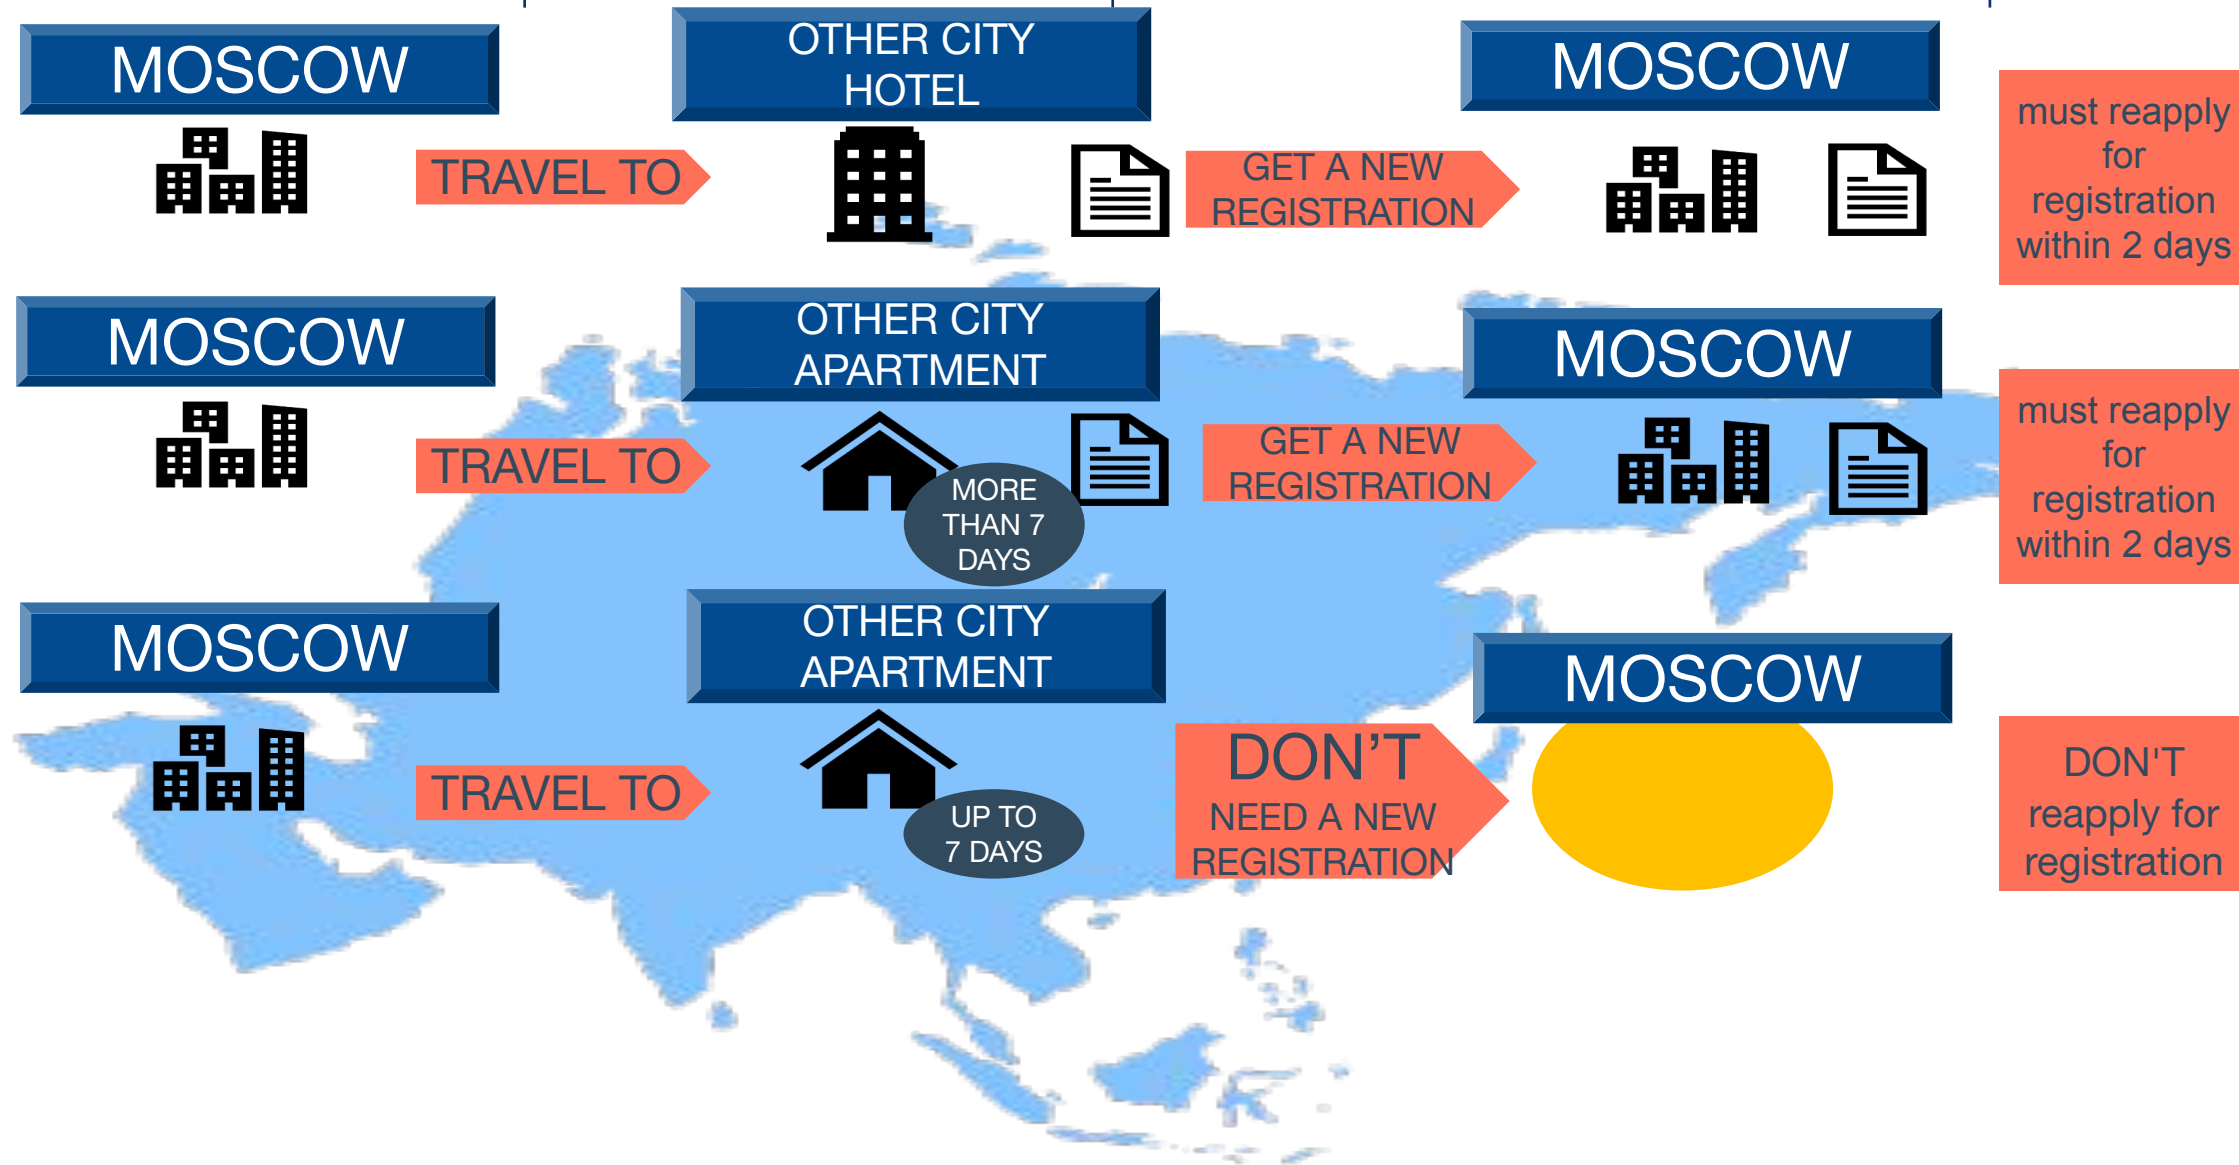 MOSCOW
TRAVEL TO
OTHER CITY
HOTEL
GET A NEW
REGISTRATION
MOSCOW
must reapply
for
registration
within 2 days
MOSCOW
TRAVEL TO
OTHER CITY
APARTMENT
MORE
THAN 7
DAYS
GET A NEW
REGISTRATION
MOSCOW
must reapply
for
registration
within 2 days
MOSCOW
TRAVEL TO
OTHER CITY
APARTMENT
UP TO
7 DAYS
DON’T
NEED A NEW
REGISTRATION
MOSCOW
DON'T
reapply for
registration